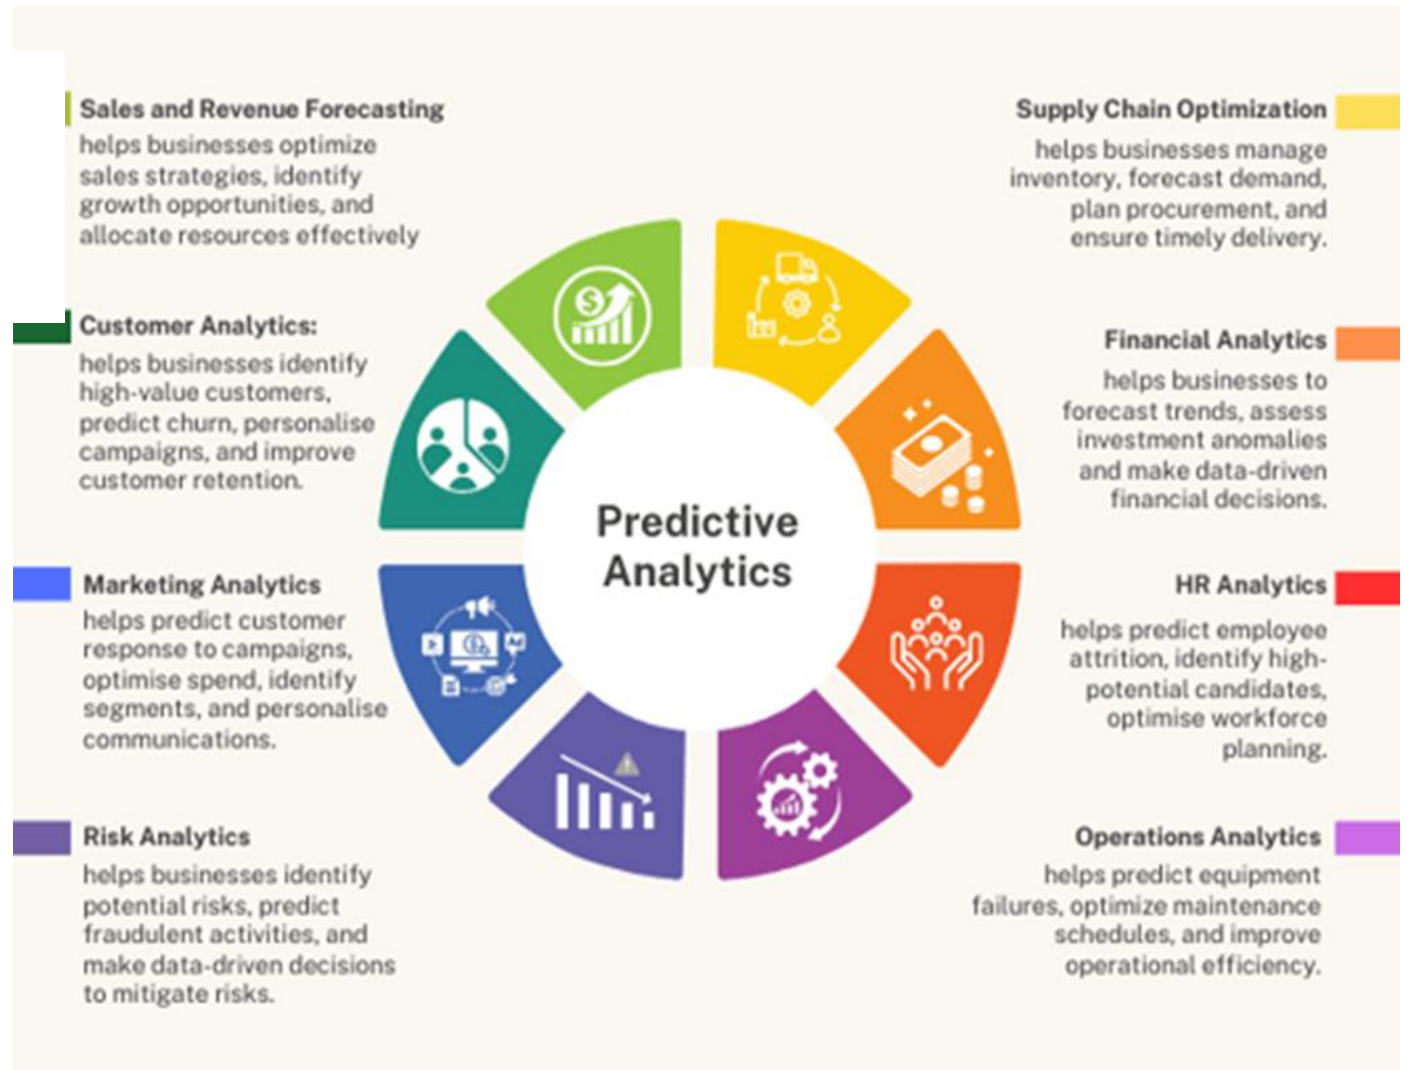 Sales and Revenue Forecasting
helps businesses optimize
sales strategies, identify
growth opportunities, and
allocate resources effectively
Customer Analytics:
helps businesses identify
high-value customers,
predict churn, personalise
campaigns, and improve
customer retention.
Marketing Analytics
helps predict customer
response to campaigns,
optimise spend, identify
segments, and personalise
communications.
Risk Analytics
helps businesses identify
potential risks, predict
fraudulent activities, and
make data-driven decisions
to mitigate risks.
Predictive
Analytics
Supply Chain Optimization
helps businesses manage
inventory, forecast demand,
plan procurement, and
ensure timely delivery.
Financial Analytics
helps businesses to
forecast trends, assess
investment anomalies
and make data-driven
financial decisions.
HR Analytics
helps predict employee
attrition, identify high-
potential candidates,
optimise workforce
planning.
Operations Analytics
helps predict equipment
failures, optimize maintenance
schedules, and improve
operational efficiency.